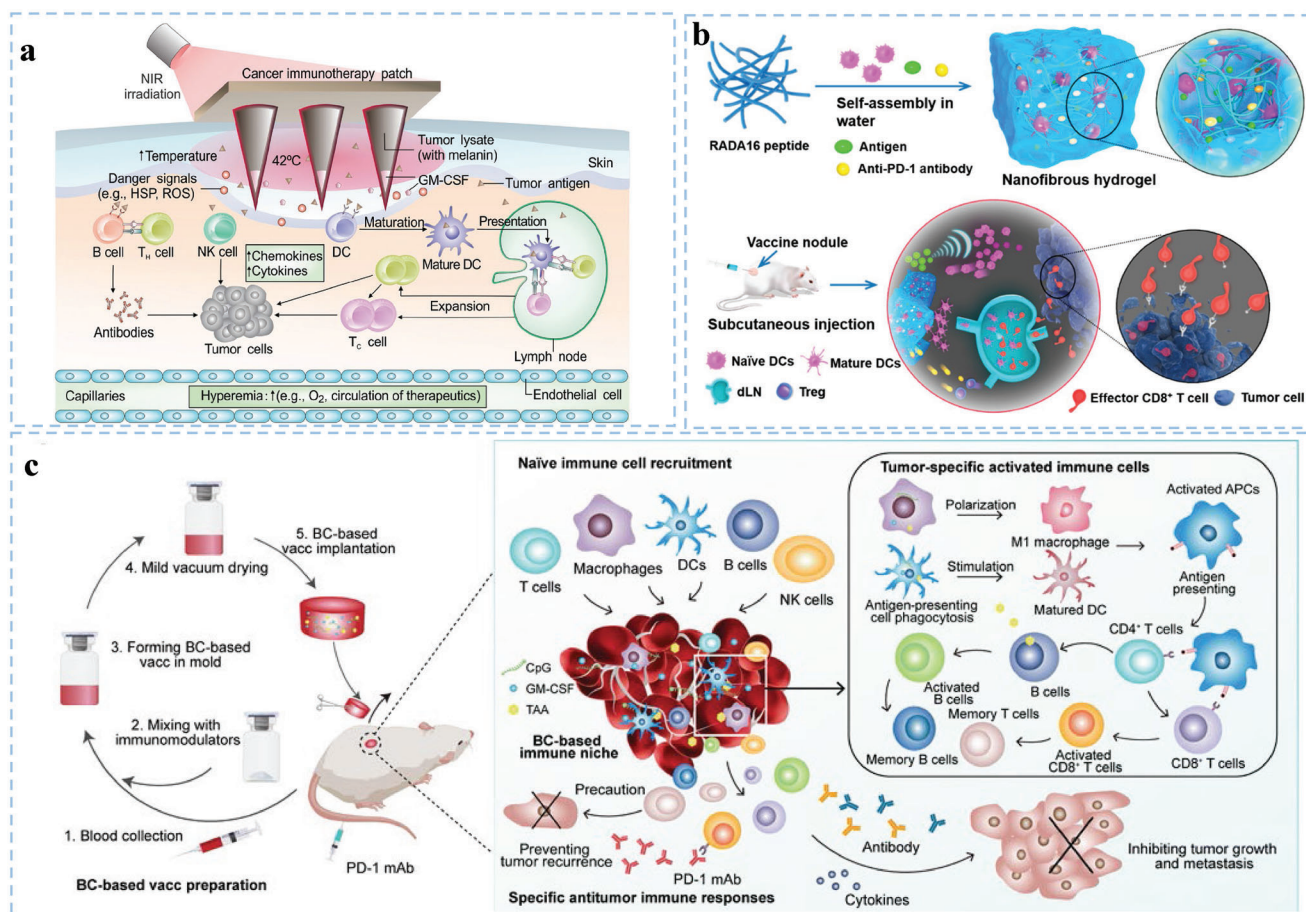 a
NIR
irradiation
Cancer immunotherapy patch
↑Temperature
42ºC
Tumor lysate
(with melanin)
Skin
Danger signals
(e.g., HSP, ROS)
GM-CSF
Tumor antigen
B cell
TH cell
NK cell
DC
Maturation
Mature DC
Presentation
↑Chemokines
↑Cytokines
Expansion
Antibodies
Tumor cells
TC cell
Lymph node
Capillaries
Hyperemia:↑(e.g., O2, circulation of therapeutics)
Endothelial cell
b
RADA16 peptide
Self-assembly in
water
Antigen
Anti-PD-1 antibody
Nanofibrous hydrogel
Vaccine nodule
Subcutaneous injection
Naïve DCs
Mature DCs
dLN
Treg
Effector CD8+ T cell
Tumor cell
c
5. BC-based
vacc implantation
4. Mild vacuum drying
3. Forming BC-based
vacc in mold
2. Mixing with
immunomodulators
1. Blood collection
PD-1 mAb
BC-based vacc preparation
Naïve immune cell recruitment
T cells
Macrophages
DCs
B cells
NK cells
CpG
GM-CSF
TAA
BC-based
immune niche
Precaution
Preventing
tumor recurrence
PD-1 mAb
Specific antitumor immune responses
Tumor-specific activated immune cells
Polarization
M1 macrophage
Activated APCs
Stimulation
Antigen-presenting
cell phagocytosis
Matured DC
Antigen
presenting
CD4+ T cells
Activated
B cells
B cells
Memory T cells
Memory B cells
Activated
CD8+ T cells
CD8+ T cells
Antibody
Cytokines
Inhibiting tumor growth
and metastasis